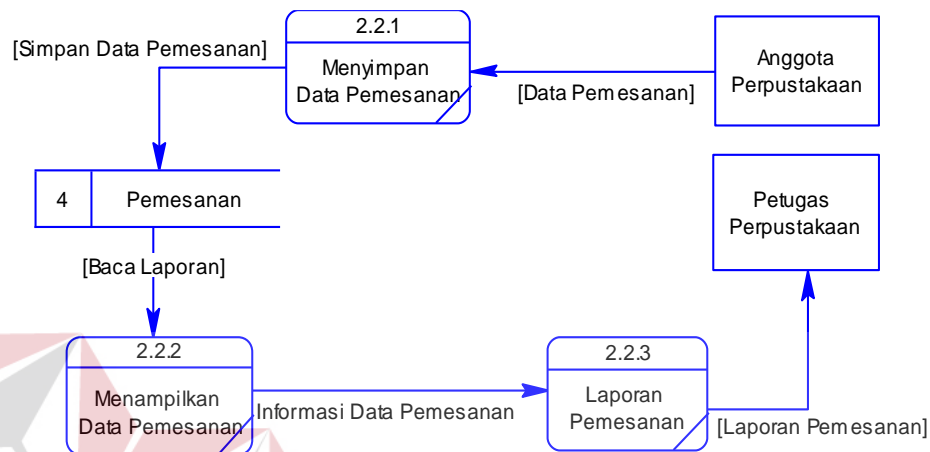 2.2.1
[Simpan Data Pemesanan]
Menyimpan
Data Pemesanan
[Data Pemesanan]
Anggota
Perpustakaan
4
Pemesanan
Petugas
Perpustakaan
[Baca Laporan]
2.2.2
Menampilkan
Data Pemesanan
Informasi Data Pemesanan
2.2.3
Laporan
Pemesanan
[Laporan Pemesanan]